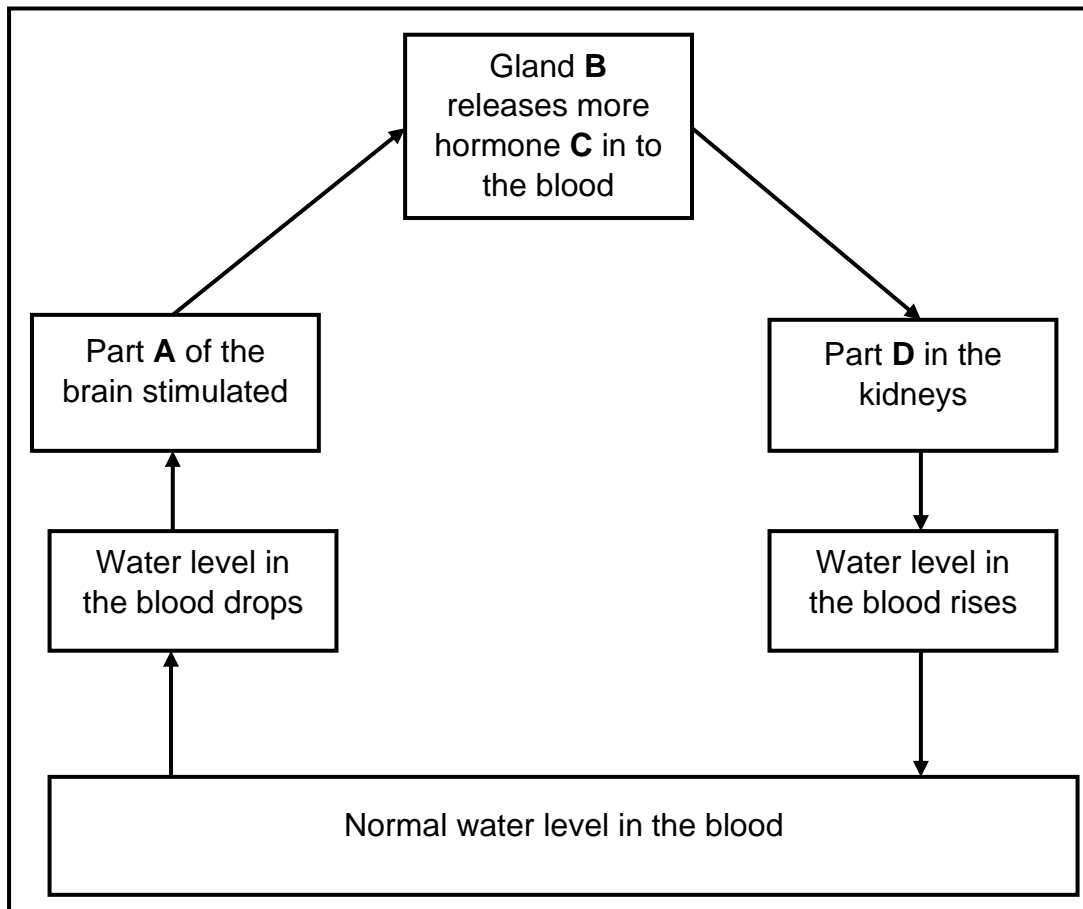 Gland B
releases more
hormone C in to
the blood
Part A of the
brain stimulated
Part D in the
kidneys
Water level in
the blood drops
Water level in
the blood rises
Normal water level in the blood